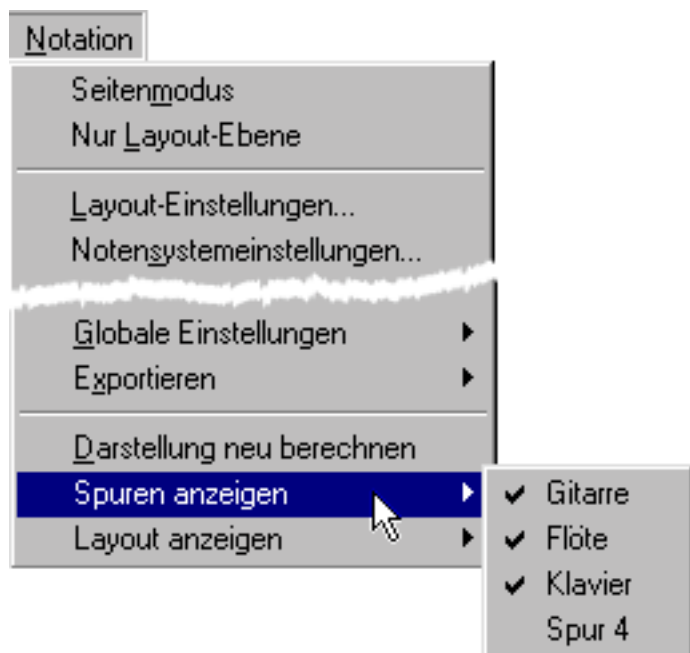 Notation
Seitenmodus
Nur Layout-Ebene
Layout-Einstellungen...
Notensystemeinstellungen...
Globale Einstellungen
Exportieren
Darstellung neu berechnen
Spuren anzeigen
Layout anzeigen
Gitarre
Flöte
Klavier
Spur 4